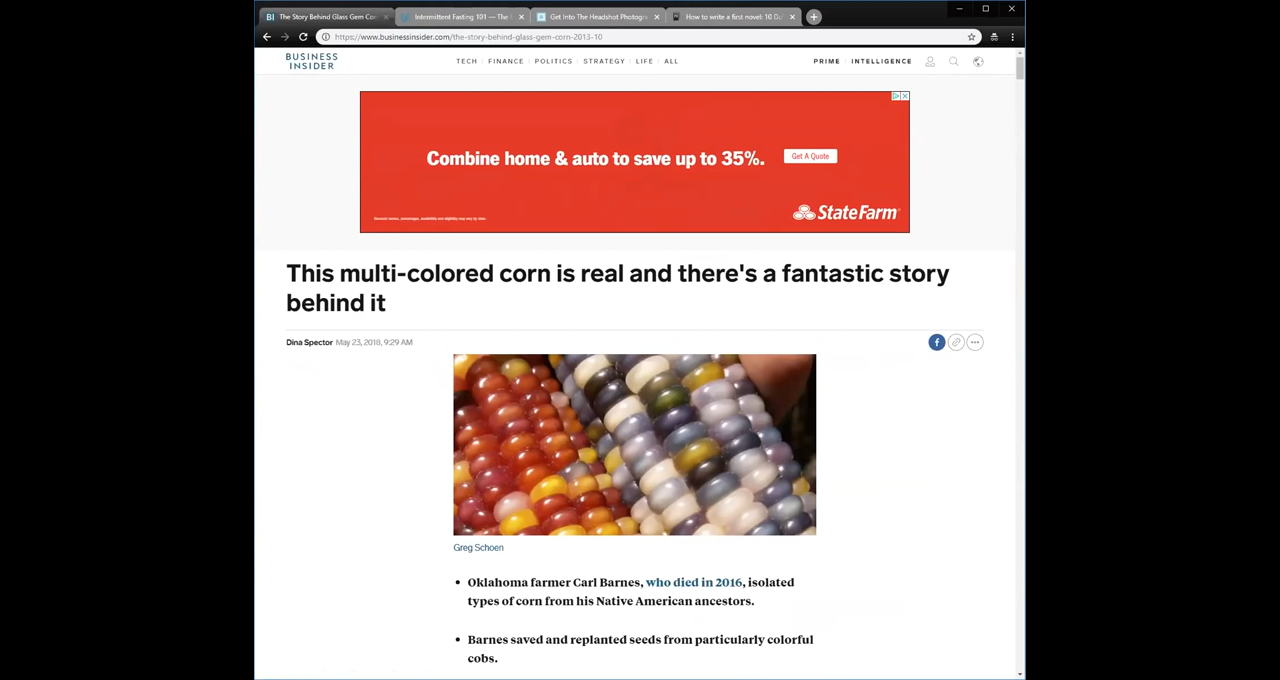 The Story Behind Glass Gem Co
Intermittent Fasting 101 — The
Get Into The Headshot Photogr
How to write a first novel: 10
https://www.businessinsider.com/the-story-behind-glass-gem-corn-2013-10
BUSINESS
INSIDER
TECH FINANCE POLITICS STRATEGY LIFE ALL
PRIME INTELLIGENCE
Combine home & auto to save up to 35%.
Get A Quote
StateFarm
This multi-colored corn is real and there's a fantastic story
behind it
Dina Spector May 23, 2018, 9:29 AM
Greg Schoen
• Oklahoma farmer Carl Barnes, who died in 2016, isolated
types of corn from his Native American ancestors.
• Barnes saved and replanted seeds from particularly colorful
cobs.